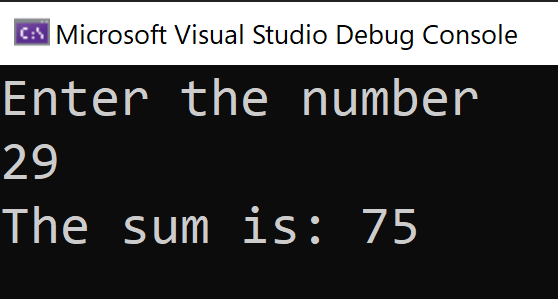 C:\ Microsoft Visual Studio Debug Console
Enter the number
29
The sum is: 75